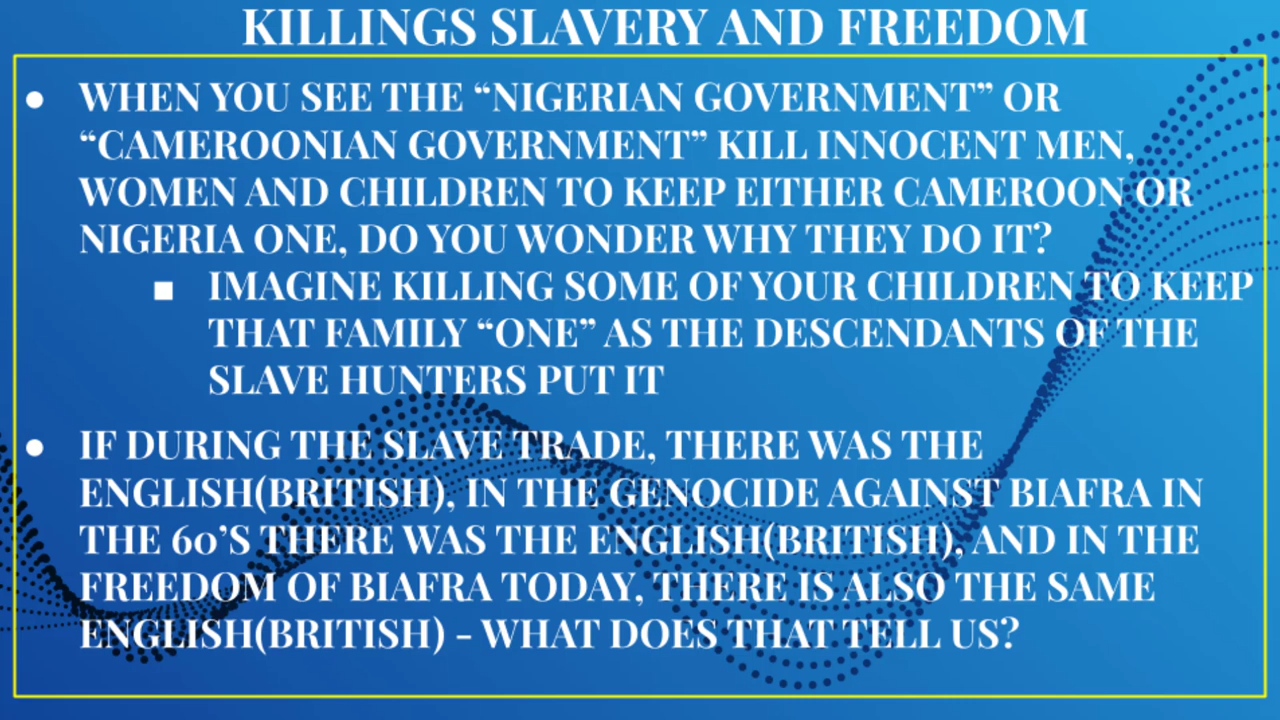 KILLINGS SLAVERY AND FREEDOM
● WHEN YOU SEE THE “NIGERIAN GOVERNMENT” OR
“CAMEROONIAN GOVERNMENT” KILL INNOCENT MEN,
WOMEN AND CHILDREN TO KEEP EITHER CAMEROON OR
NIGERIA ONE, DO YOU WONDER WHY THEY DO IT?
■ IMAGINE KILLING SOME OF YOUR CHILDREN TO KEEP
THAT FAMILY “ONE” AS THE DESCENDANTS OF THE
SLAVE HUNTERS PUT IT
● IF DURING THE SLAVE TRADE, THERE WAS THE
ENGLISH(BRITISH), IN THE GENOCIDE AGAINST BIAFRA IN
THE 60’S THERE WAS THE ENGLISH(BRITISH), AND IN THE
FREEDOM OF BIAFRA TODAY, THERE IS ALSO THE SAME
ENGLISH(BRITISH) - WHAT DOES THAT TELL US?